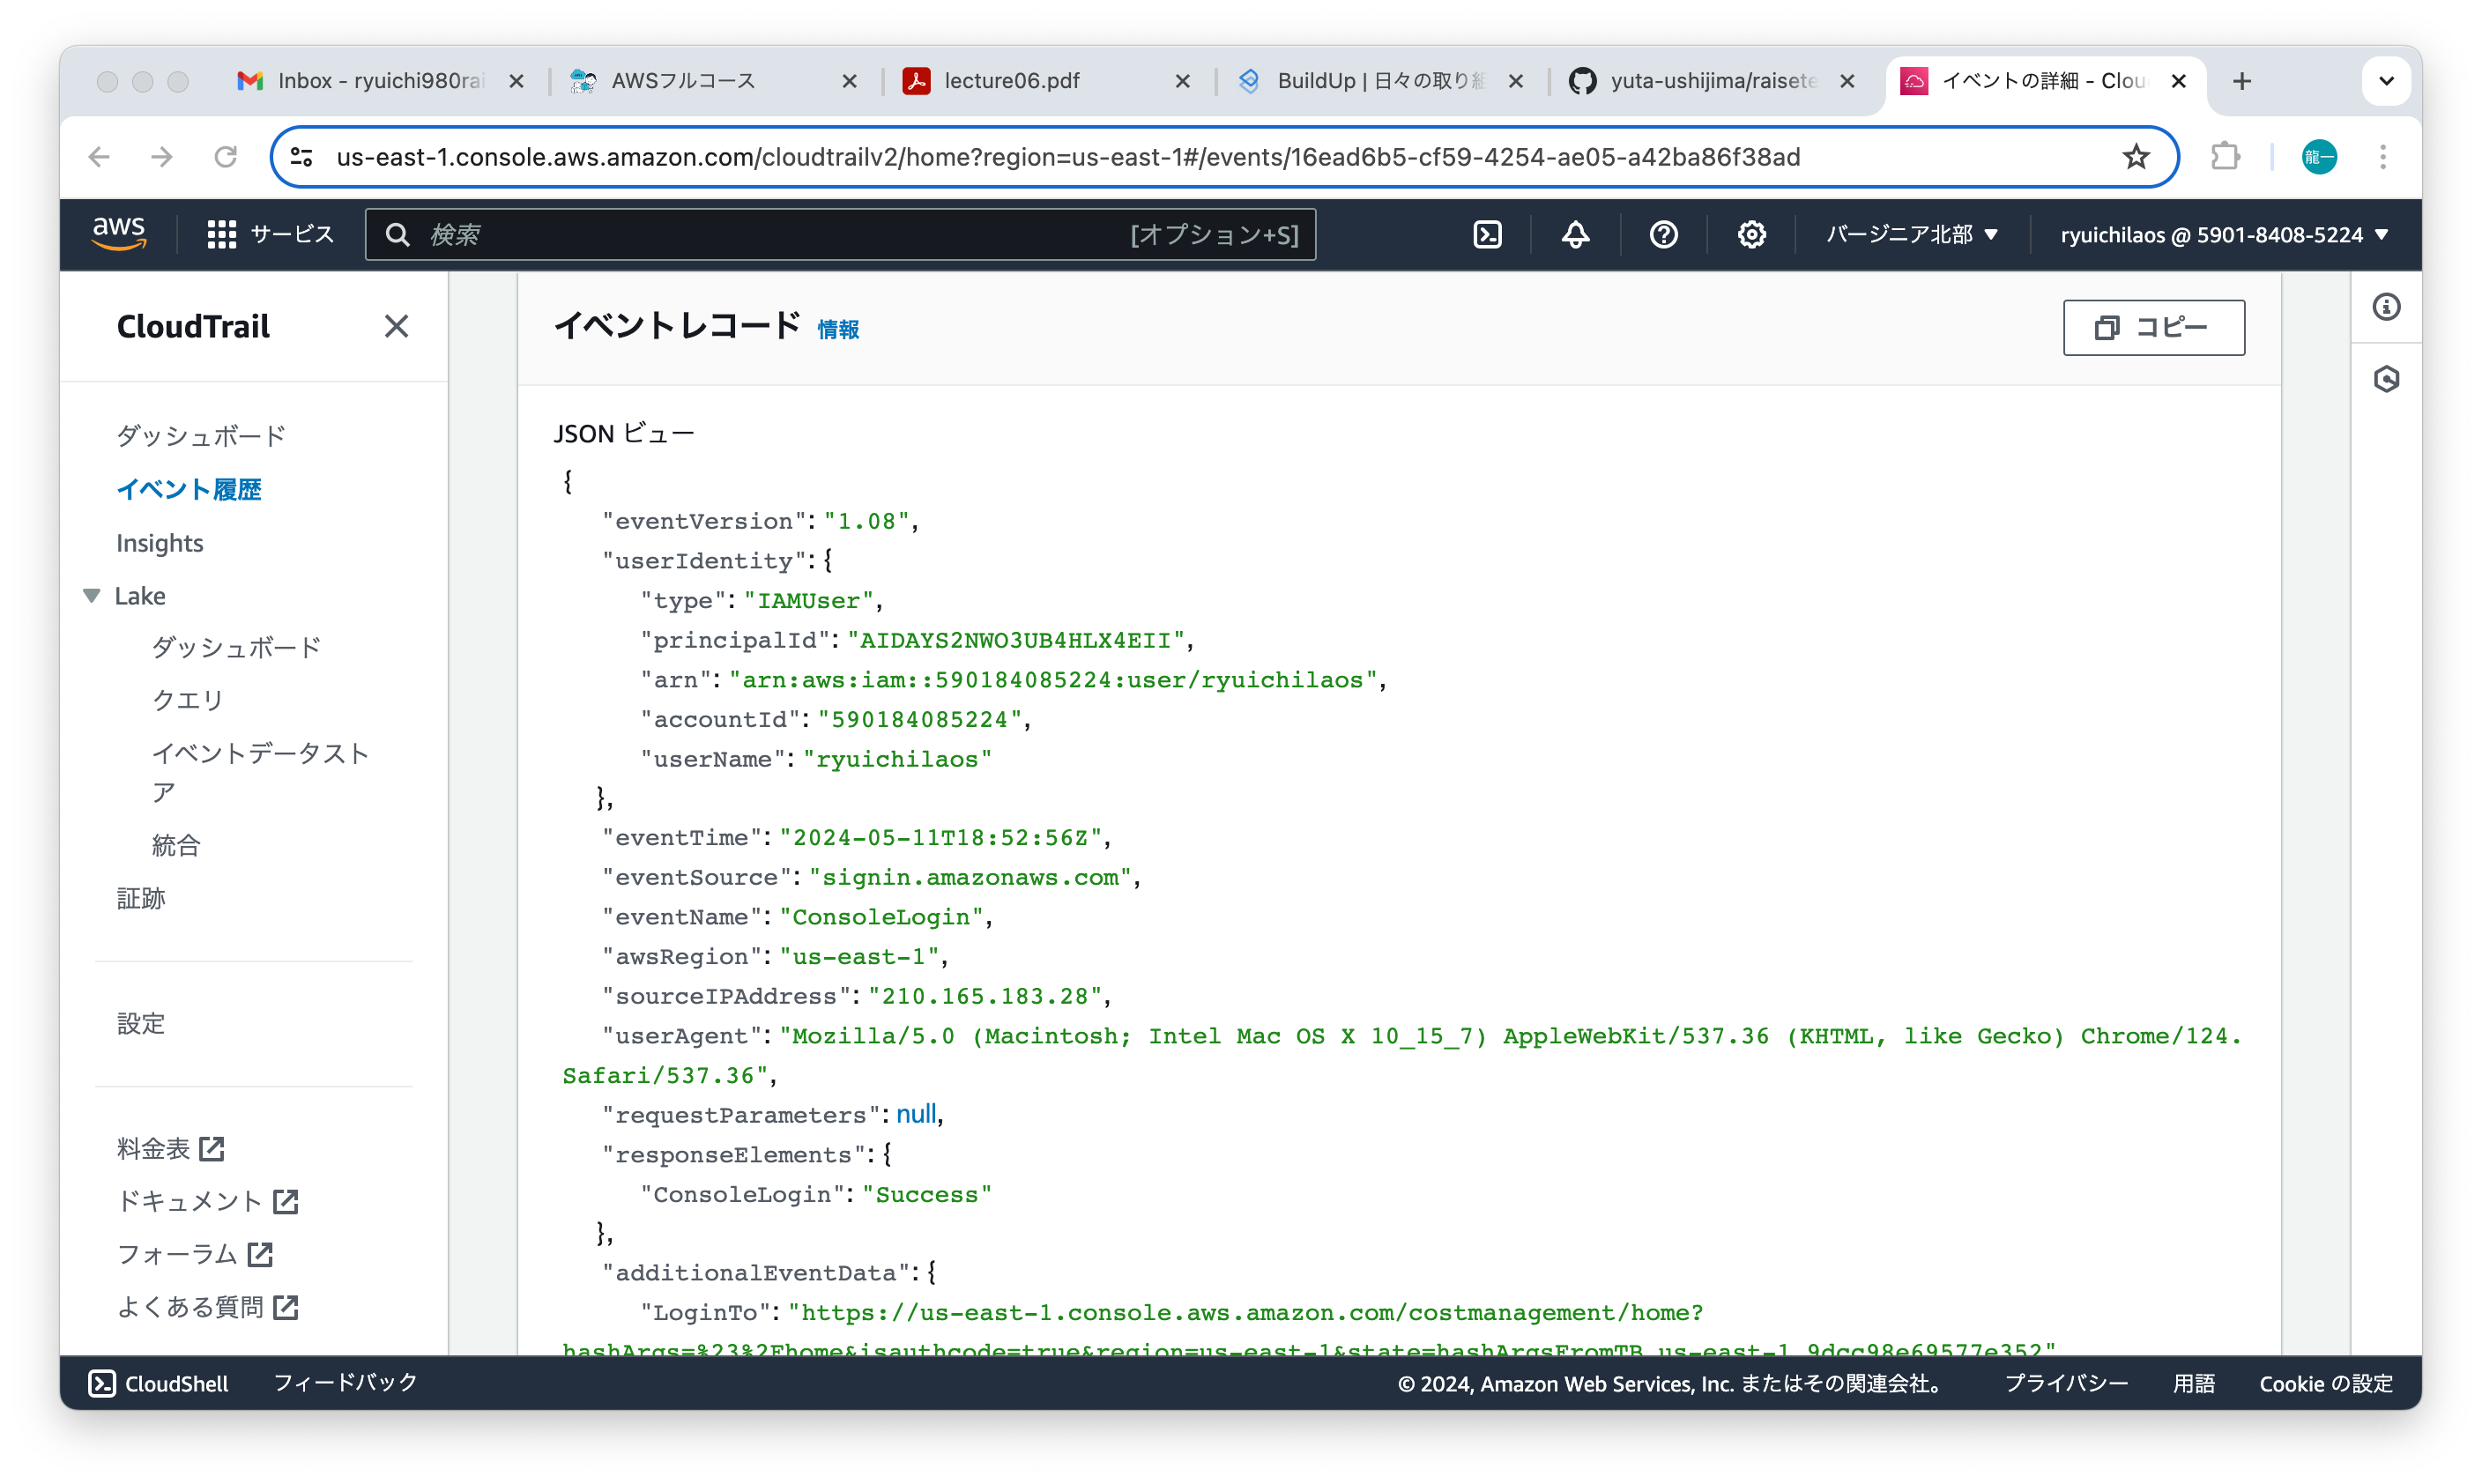 Inbox - ryuichi980rai
AWSフルコース
lecture06.pdf
BuildUp | 日々の取り組
yuta-ushijima/raisete
イベントの詳細 - Clou
us-east-1.console.aws.amazon.com/cloudtrailv2/home?region=us-east-1#/events/16ead6b5-cf59-4254-ae05-a42ba86f38ad
龍一
aws
サービス
検索
[オプション+S]
バージニア北部
ryuichilaos @ 5901-8408-5224
CloudTrail
ダッシュボード
イベント履歴
Insights
Lake
ダッシュボード
クエリ
イベントデータスト
ア
統合
証跡
設定
料金表
ドキュメント
フォーラム
よくある質問
イベントレコード 情報
コピー
JSON ビュー
{
"eventVersion": "1.08",
"userIdentity": {
"type": "IAMUser",
"principalId": "AIDAYS2NWO3UB4HLX4EII",
"arn": "arn:aws:iam::590184085224:user/ryuichilaos",
"accountId": "590184085224",
"userName": "ryuichilaos"
},
"eventTime": "2024-05-11T18:52:56Z",
"eventSource": "signin.amazonaws.com",
"eventName": "ConsoleLogin",
"awsRegion": "us-east-1",
"sourceIPAddress": "210.165.183.28",
"userAgent": "Mozilla/5.0 (Macintosh; Intel Mac OS X 10_15_7) AppleWebKit/537.36 (KHTML, like Gecko) Chrome/124.
Safari/537.36",
"requestParameters": null,
"responseElements": {
"ConsoleLogin": "Success"
},
"additionalEventData": {
"LoginTo": "https://us-east-1.console.aws.amazon.com/costmanagement/home?
hashArgs=%23%2Fhome&isauthcode=true&region=us-east-1&state=hashArgsFromTB_us-east-1_9dcc98e69577e352"
CloudShell
フィードバック
© 2024, Amazon Web Services, Inc. またはその関連会社。
プライバシー
用語
Cookie の設定